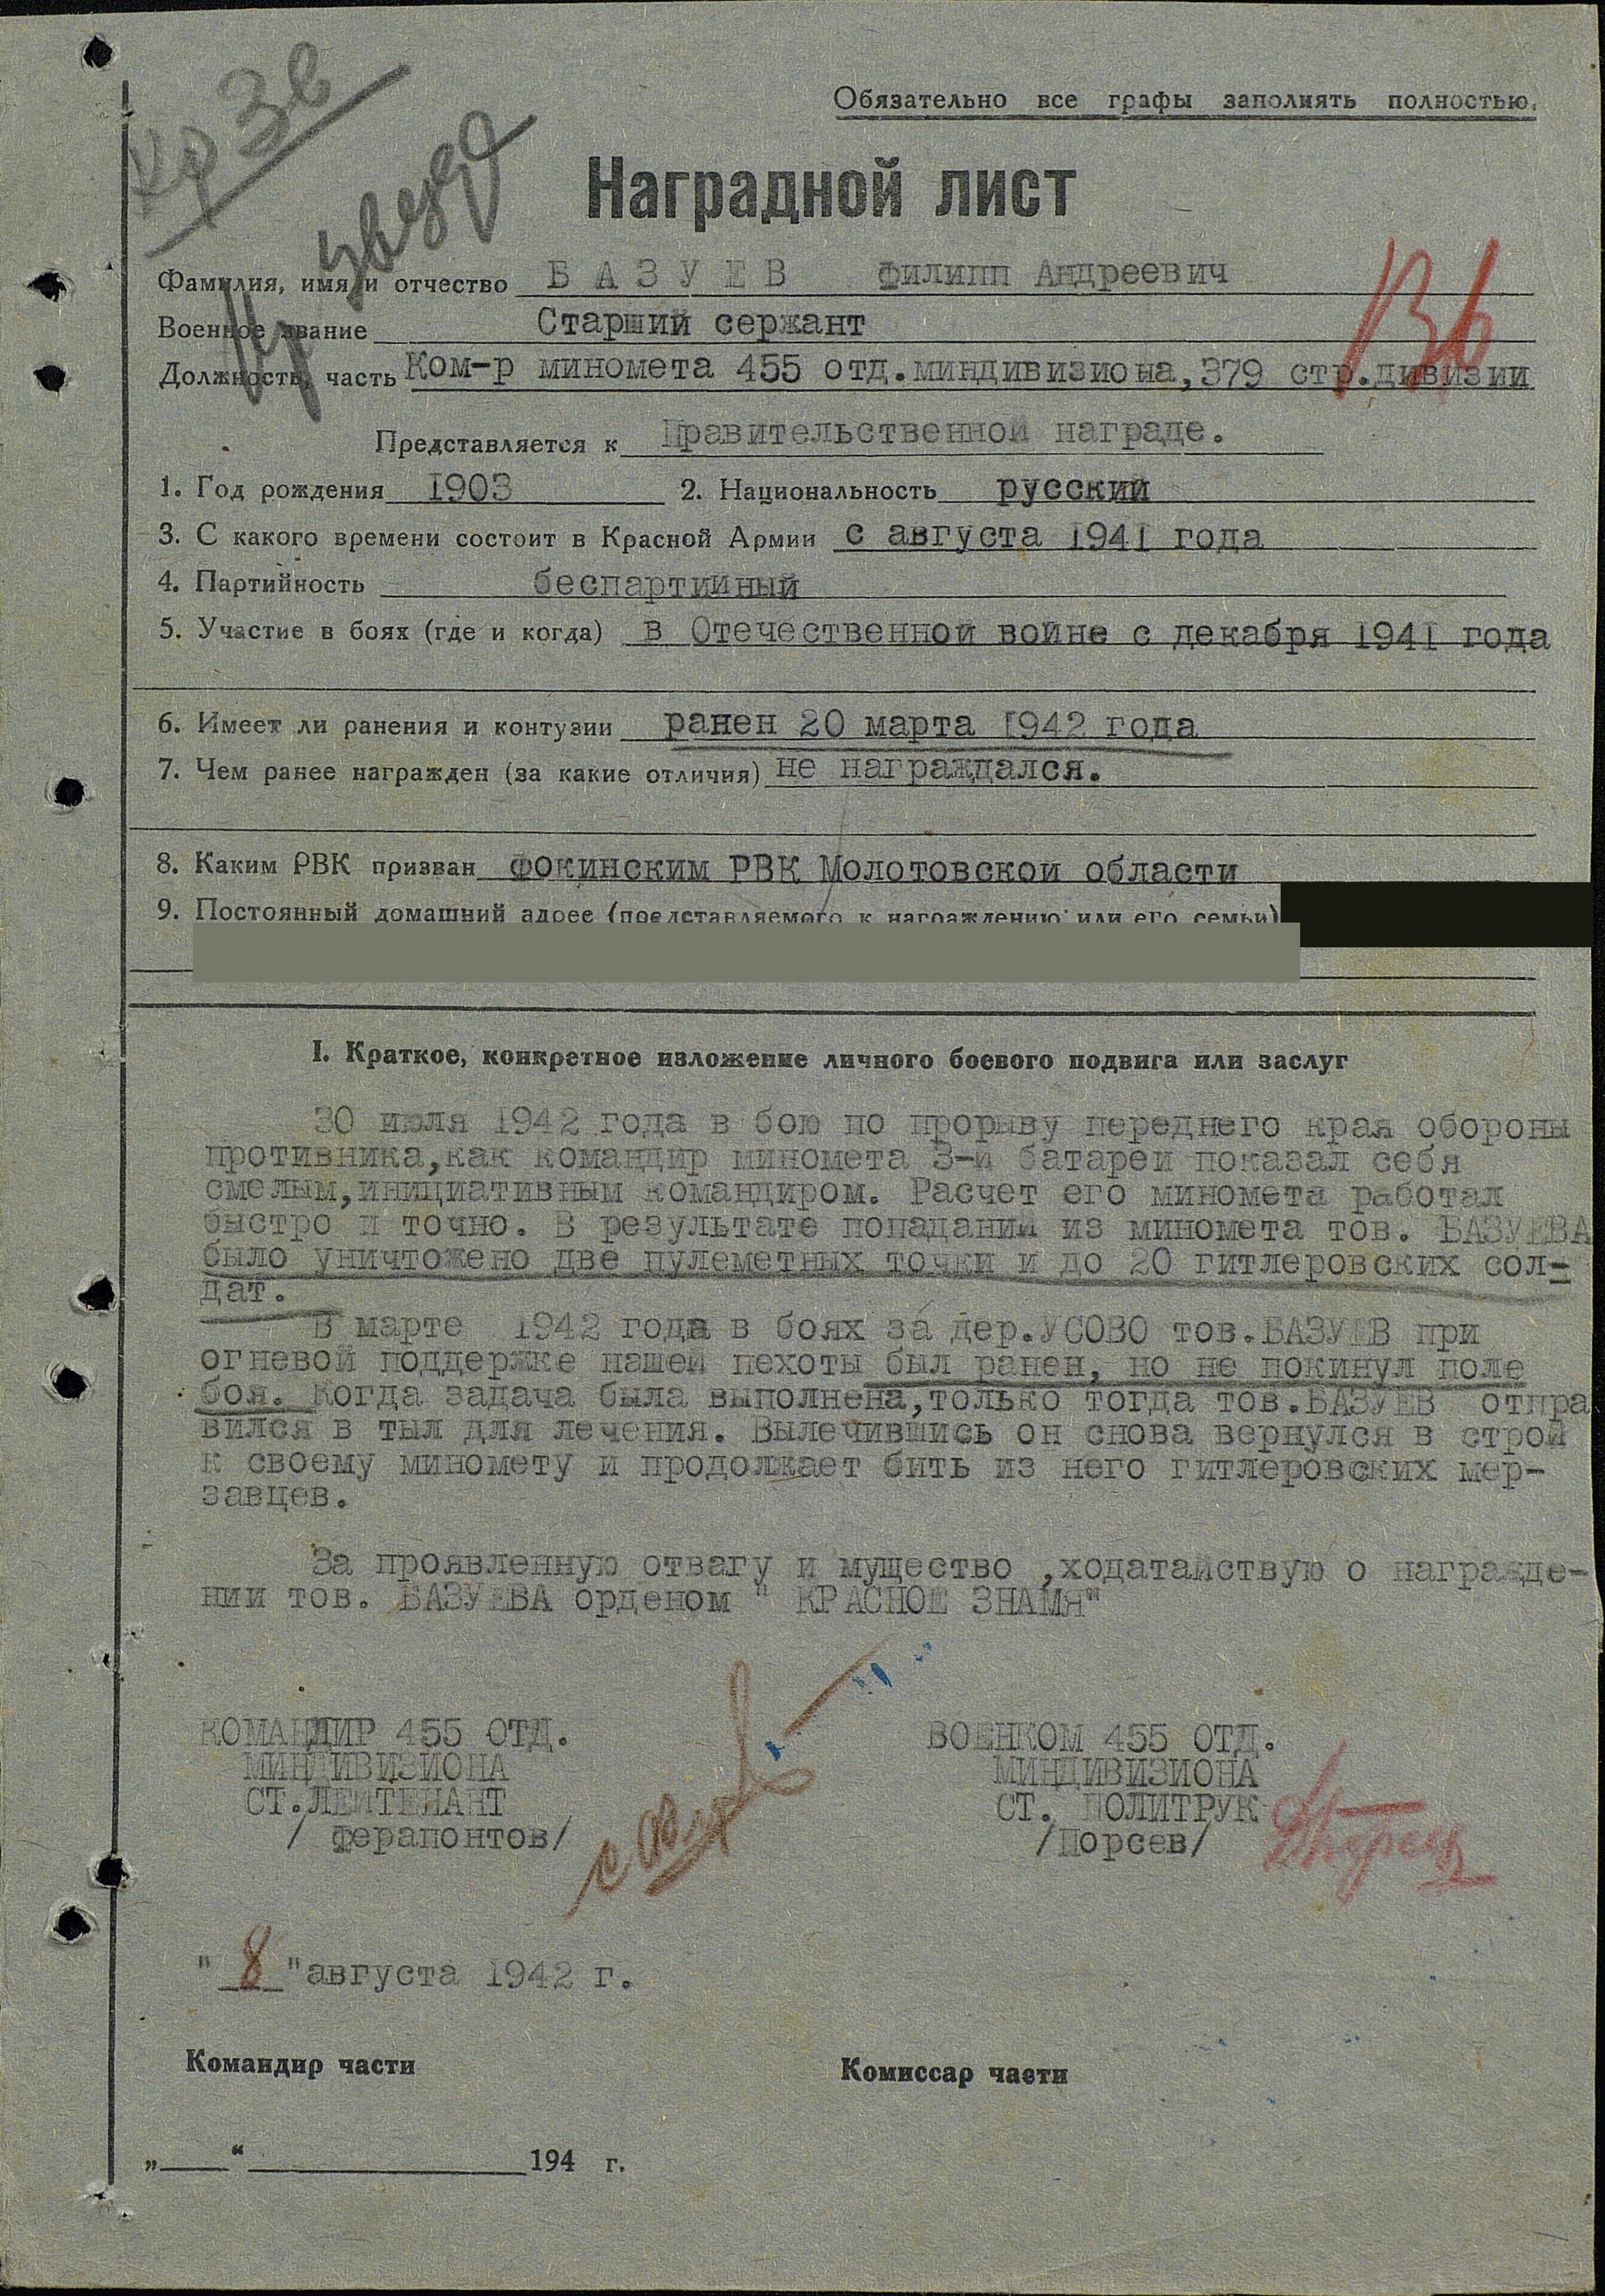 Кр Зв
Кр звезд
Обязательно все графы заполнять полностью.
Наградной лист
Фамилия, имя и отчество БАЗУЕВ Филипп Андреевич
Военное звание Старший сержант
Должность, часть Ком-р миномета 455 отд.миндивизиона,379 стр.дивизии
Представляется к Правительственной награде.
1. Год рождения 1903 2. Национальность русский
3. С какого времени состоит в Красной Армии с августа 1941 года
4. Партийность беспартийный
5. Участие в боях (где и когда) в Отечественной войне с декабря 1941 года
6. Имеет ли ранения и контузии ранен 20 марта 1942 года
7. Чем ранее награжден (за какие отличия) не награждался.
8. Каким РВК призван Фокинским РВК Молотовской области
9. Постоянный домашний адрес (представляемого к награждению или его семьи)
I. Краткое, конкретное изложение личного боевого подвига или заслуг
30 июля 1942 года в бою по прорыву переднего края обороны
противника,как командир миномета 3-й батареи показал себя
смелым,инициативным командиром. Расчет его миномета работал
быстро и точно. В результате попаданий из миномета тов. БАЗУЕВА
было уничтожено две пулеметных точки и до 20 гитлеровских сол-
дат.
В марте 1942 года в боях за дер.УСОВО тов.БАЗУЕВ при
огневой поддержке нашей пехоты был ранен, но не покинул поле
боя. Когда задача была выполнена,только тогда тов.БАЗУЕВ отпра
вился в тыл для лечения. Вылечившись он снова вернулся в строй
к своему миномету и продолжает бить из него гитлеровских мер-
завцев.
За проявленную отвагу и мущество ,ходатайствую о награжде-
нии тов. БАЗУЕВА орденом " КРАСНОЕ ЗНАМЯ"
КОМАНДИР 455 ОТД.
МИНДИВИЗИОНА
СТ.ЛЕЙТЕНАНТ
/ Ферапонтов/
ВОЕНКОМ 455 ОТД.
МИНДИВИЗИОНА
СТ. ПОЛИТРУК
/Порсев/
" 8 "августа 1942 г.
Командир части
Комиссар части
„ “ 194 г.